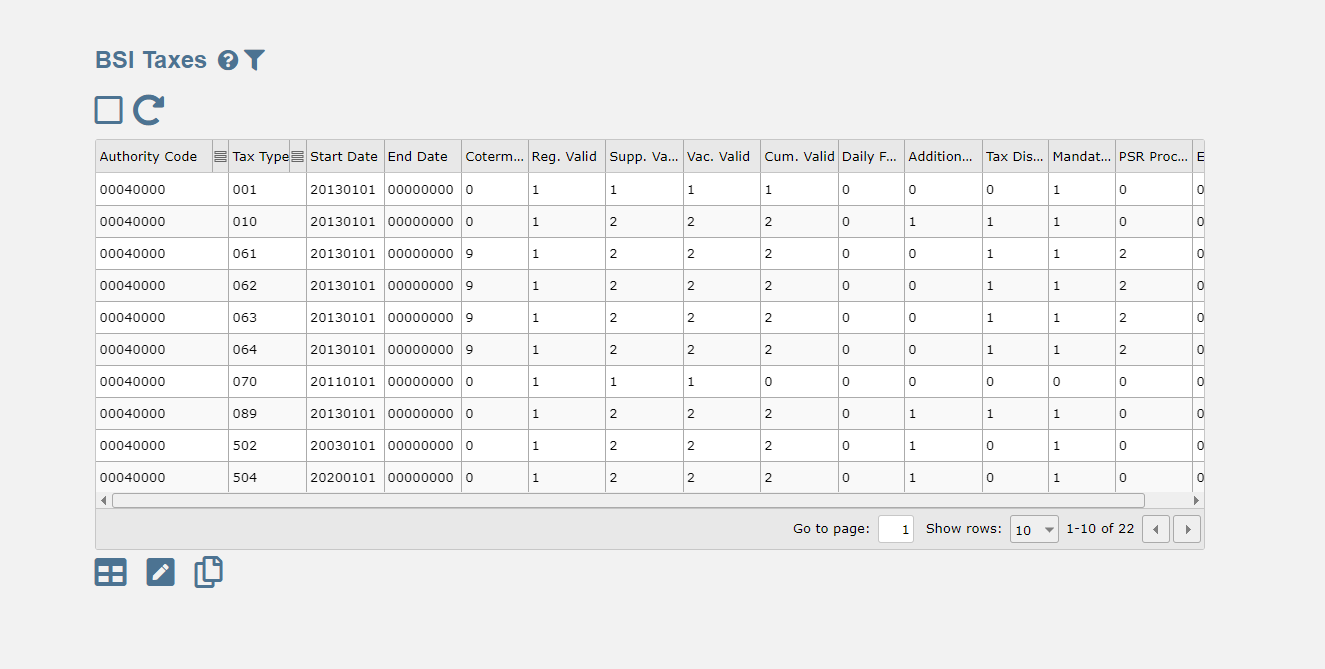 BSI Taxes
Authority Code Tax Type Start Date End Date Coterm... Reg. Valid Supp. Va... Vac. Valid Cum. Valid Daily F... Addition... Tax Dis... Mandat... PSR Proc... E
00040000 001 20130101 00000000 0 1 1 1 1 0 0 0 1 0 0
00040000 010 20130101 00000000 0 1 2 2 2 0 1 1 1 0 0
00040000 061 20130101 00000000 9 1 2 2 2 0 0 1 1 2 0
00040000 062 20130101 00000000 9 1 2 2 2 0 0 1 1 2 0
00040000 063 20130101 00000000 9 1 2 2 2 0 0 1 1 2 0
00040000 064 20130101 00000000 9 1 2 2 2 0 0 1 1 2 0
00040000 070 20110101 00000000 0 1 1 1 0 0 0 0 0 0 0
00040000 089 20130101 00000000 0 1 2 2 2 0 1 1 1 0 0
00040000 502 20030101 00000000 0 1 2 2 2 0 1 0 1 0 0
00040000 504 20200101 00000000 0 1 2 2 2 0 1 0 1 0 0
Go to page: 1 Show rows: 10 1-10 of 22